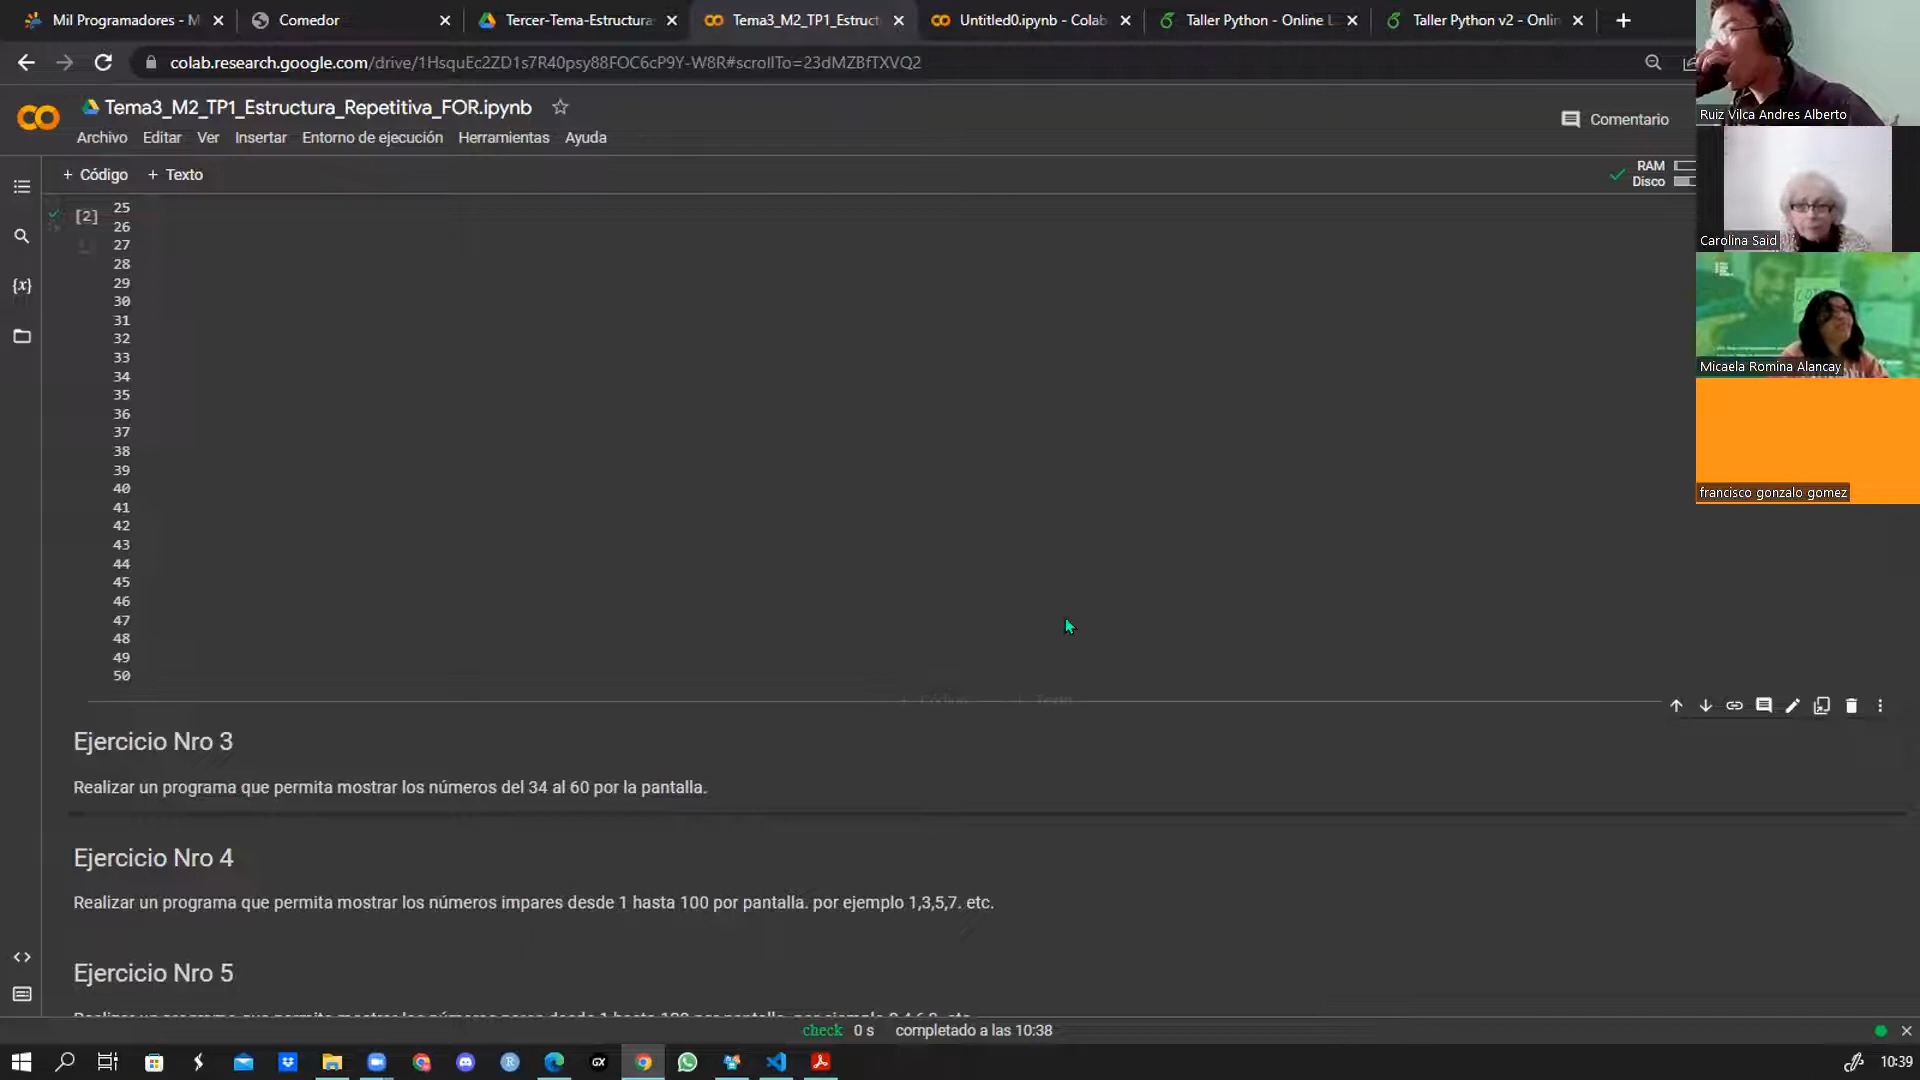 Mil Programadores - M
Comedor
Tercer-Tema-Estructura
Tema3_M2_TP1_Estruct
Untitled0.ipynb - Colab
Taller Python - Online L
Taller Python v2 - Onlin
colab.research.google.com/drive/1HsquEc2ZD1s7R40psy88FOC6cP9Y-W8R#scrollTo=23dMZBfTXVQ2
Tema3_M2_TP1_Estructura_Repetitiva_FOR.ipynb
Comentario
Archivo Editar Ver Insertar Entorno de ejecución Herramientas Ayuda
+ Código + Texto
RAM
Disco
[2]
25
26
27
28
29
30
31
32
33
34
35
36
37
38
39
40
41
42
43
44
45
46
47
48
49
50
+ Código + Texto
Ejercicio Nro 3
Realizar un programa que permita mostrar los números del 34 al 60 por la pantalla.
Ejercicio Nro 4
Realizar un programa que permita mostrar los números impares desde 1 hasta 100 por pantalla. por ejemplo 1,3,5,7. etc.
Ejercicio Nro 5
check 0 s completado a las 10:38
10:39
Ruiz Vilca Andres Alberto
Carolina Said
Micaela Romina Alancay
francisco gonzalo gomez